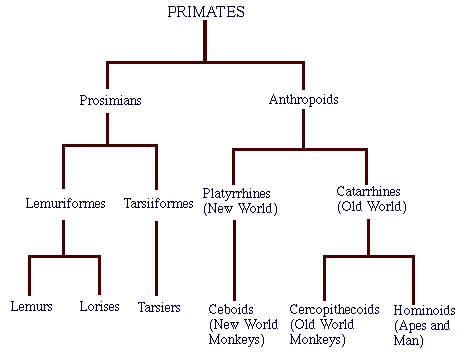 PRIMATES
Prosimians
Anthropoids
Lemuriformes
Tarsiiformes
Platyrrhines
(New World)
Catarrhines
(Old World)
Lemurs
Lorises
Tarsiers
Ceboids
(New World
Monkeys)
Cercopithecoids
(Old World
Monkeys)
Hominoids
(Apes and
Man)